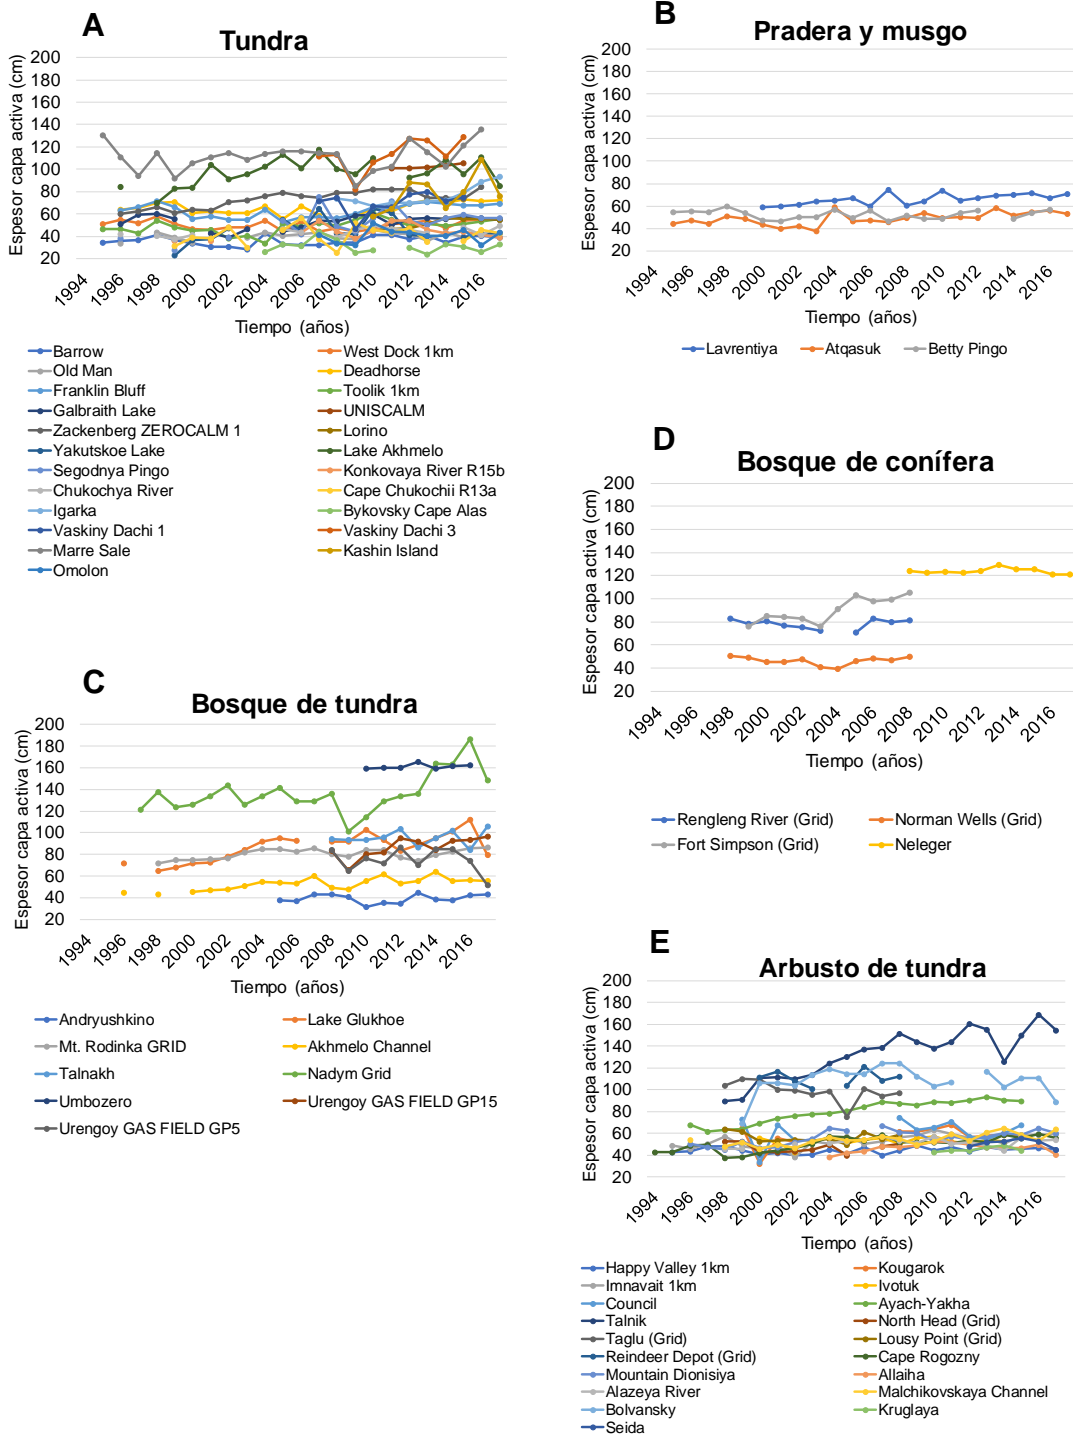 A
Tundra
Espesor capa activa (cm)
200
180
160
140
120
100
80
60
40
20
1994 1996 1998 2000 2002 2004 2006 2008 2010 2012 2014 2016
Tiempo (años)
Barrow West Dock 1km
Old Man Deadhorse
Franklin Bluff Toolik 1km
Galbraith Lake UNISCALM
Zackenberg ZEROCALM 1 Lorino
Yakutskoe Lake Lake Akhmelo
Segodnya Pingo Konkovaya River R15b
Chukochya River Cape Chukochii R13a
Igarka Bykovsky Cape Alas
Vaskiny Dachi 1 Vaskiny Dachi 3
Marre Sale Kashin Island
Omolon
B
Pradera y musgo
Espesor capa activa (cm)
200
180
160
140
120
100
80
60
40
20
1994 1996 1998 2000 2002 2004 2006 2008 2010 2012 2014 2016
Tiempo (años)
Lavrentiya Atqasuk Betty Pingo
D
Bosque de conífera
Espesor capa activa (cm)
200
180
160
140
120
100
80
60
40
20
1994 1996 1998 2000 2002 2004 2006 2008 2010 2012 2014 2016
Tiempo (años)
Rengleng River (Grid) Norman Wells (Grid)
Fort Simpson (Grid) Neleger
C
Bosque de tundra
Espesor capa activa (cm)
200
180
160
140
120
100
80
60
40
20
1994 1996 1998 2000 2002 2004 2006 2008 2010 2012 2014 2016
Tiempo (años)
Andryushkino Lake Glukhoe
Mt. Rodinka GRID Akhmelo Channel
Talnakh Nadym Grid
Umbozero Urengoy GAS FIELD GP15
Urengoy GAS FIELD GP5
E
Arbusto de tundra
Espesor capa activa (cm)
200
180
160
140
120
100
80
60
40
20
1994 1996 1998 2000 2002 2004 2006 2008 2010 2012 2014 2016
Tiempo (años)
Happy Valley 1km Kougarok
Imnavait 1km Ivotuk
Council Ayach-Yakha
Talnik North Head (Grid)
Taglu (Grid) Lousy Point (Grid)
Reindeer Depot (Grid) Cape Rogozny
Mountain Dionisiya Allaiha
Alazeya River Malchikovskaya Channel
Bolvansky Kruglaya
Seida